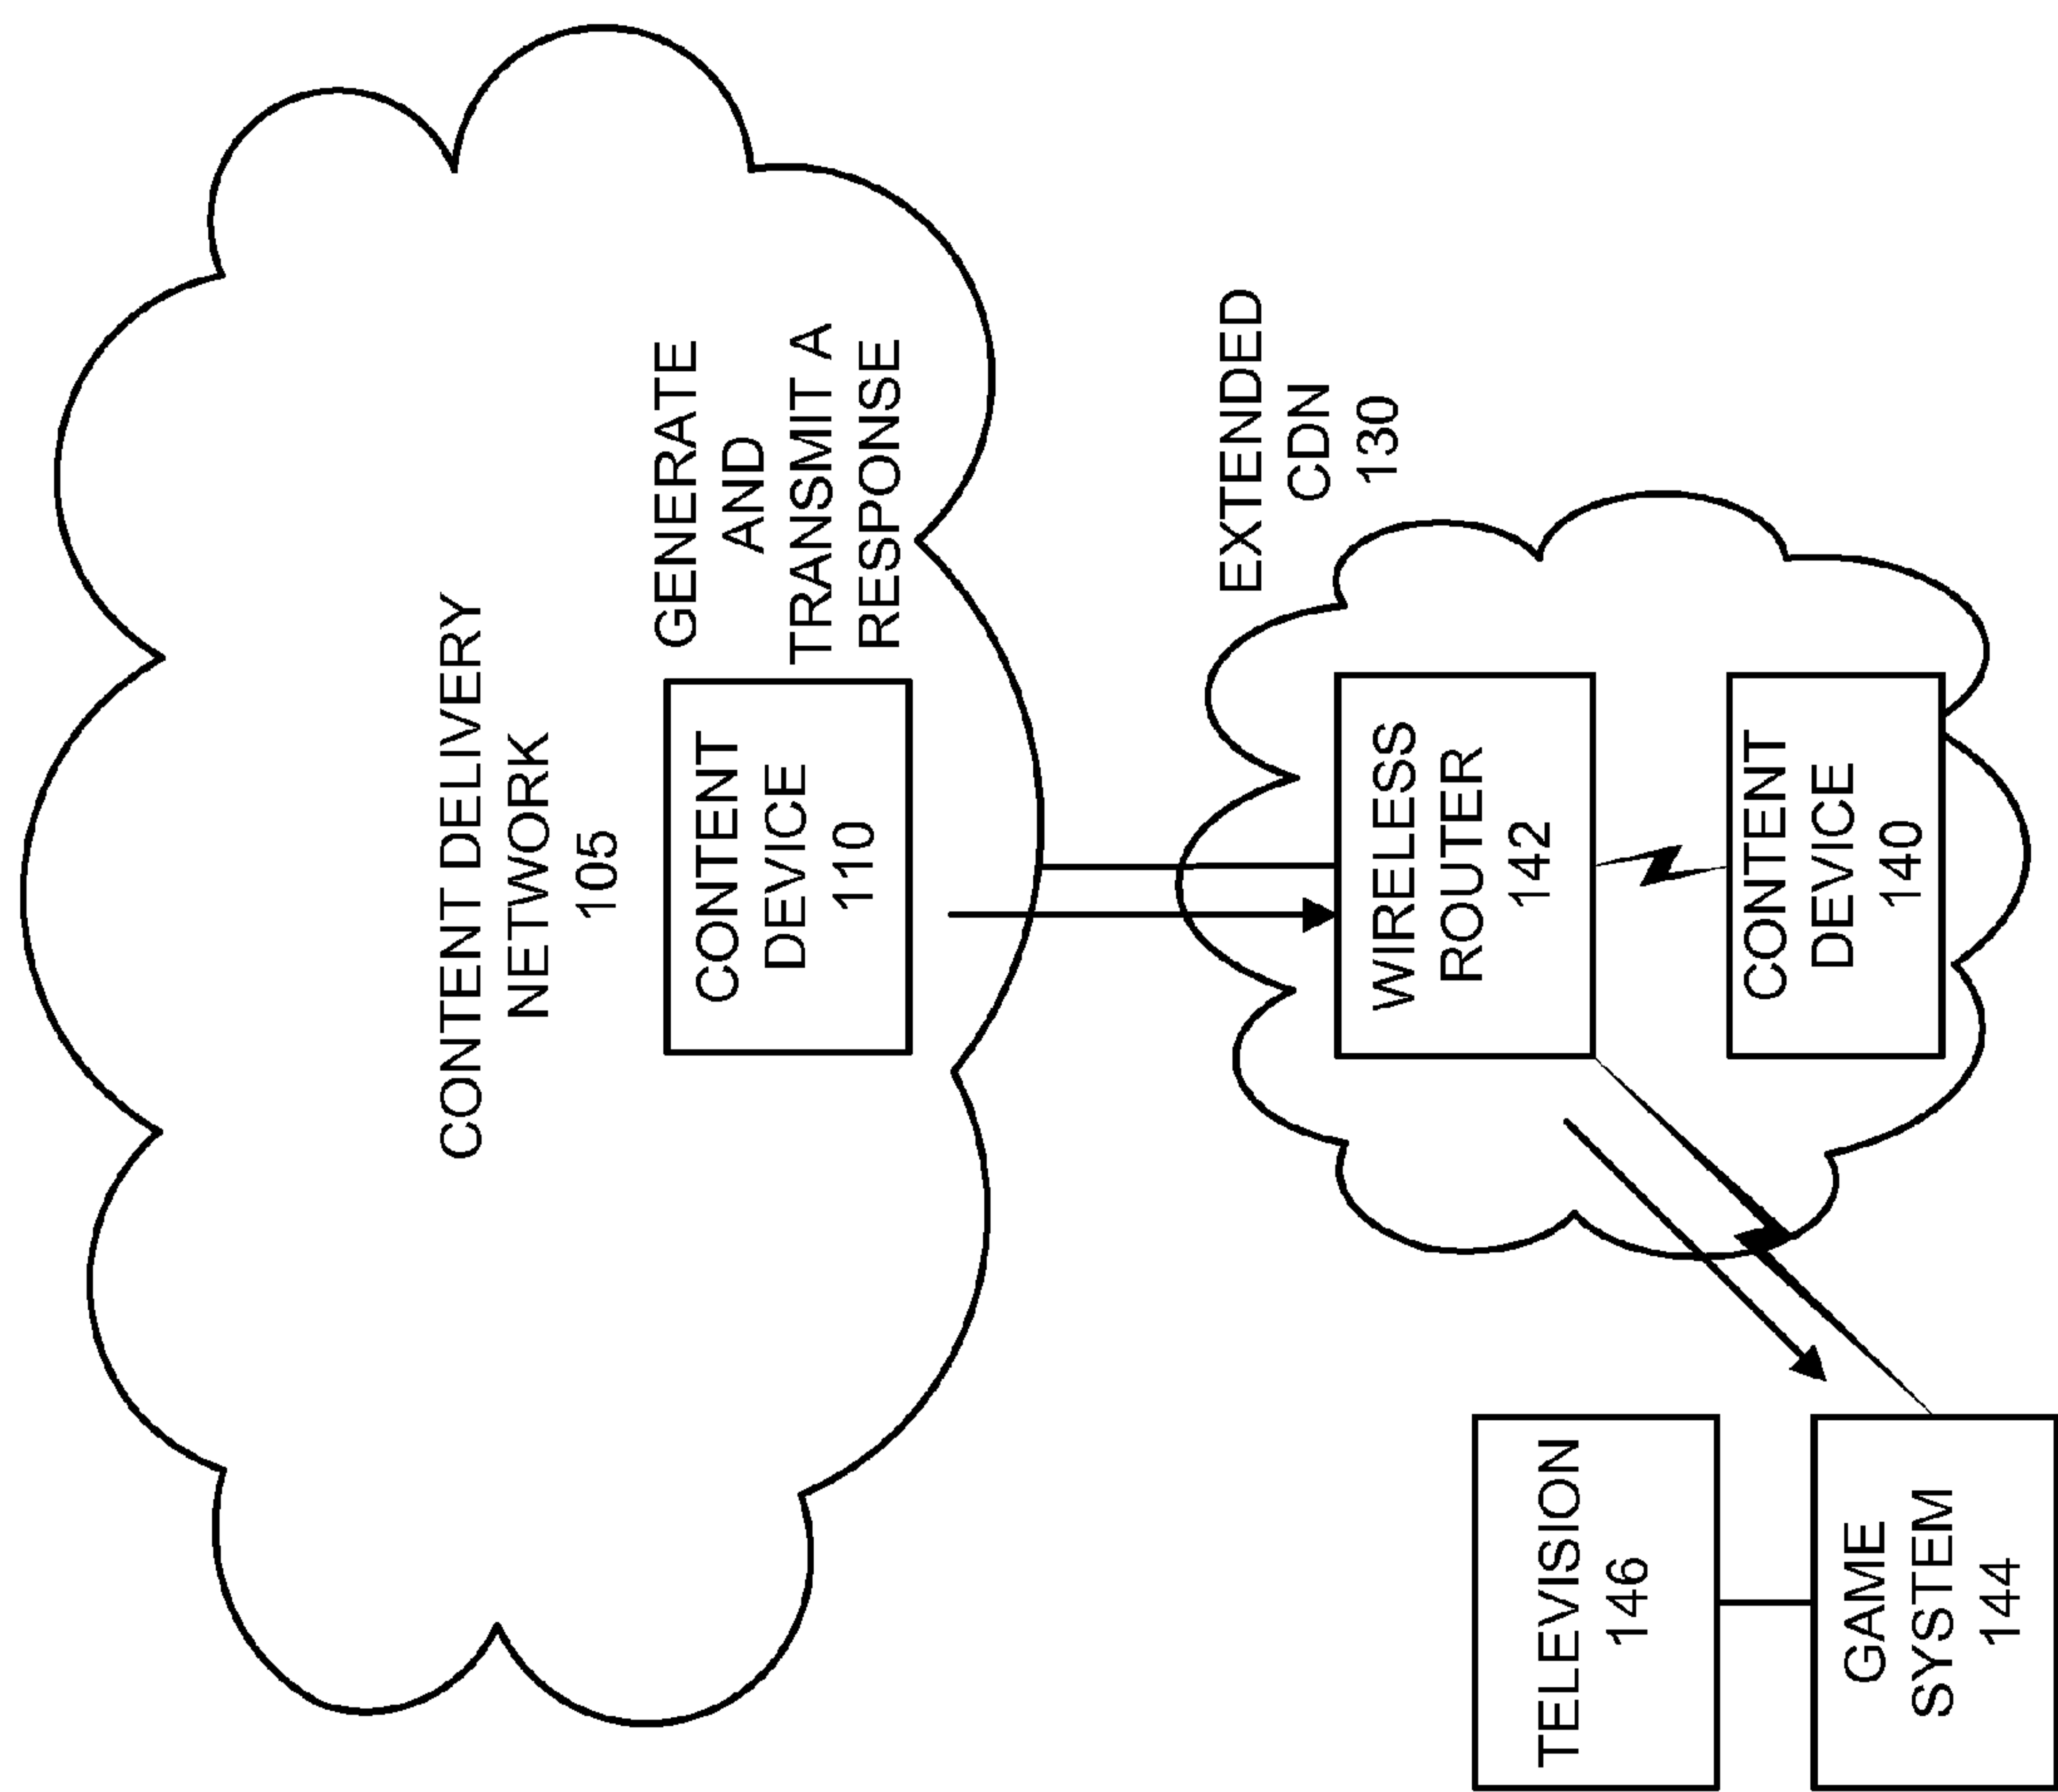 CONTENT DELIVERY
NETWORK
105
GENERATE
AND
TRANSMIT A
RESPONSE
CONTENT
DEVICE
110
EXTENDED
CDN
130
WIRELESS
ROUTER
142
CONTENT
DEVICE
140
TELEVISION
146
GAME
SYSTEM
144